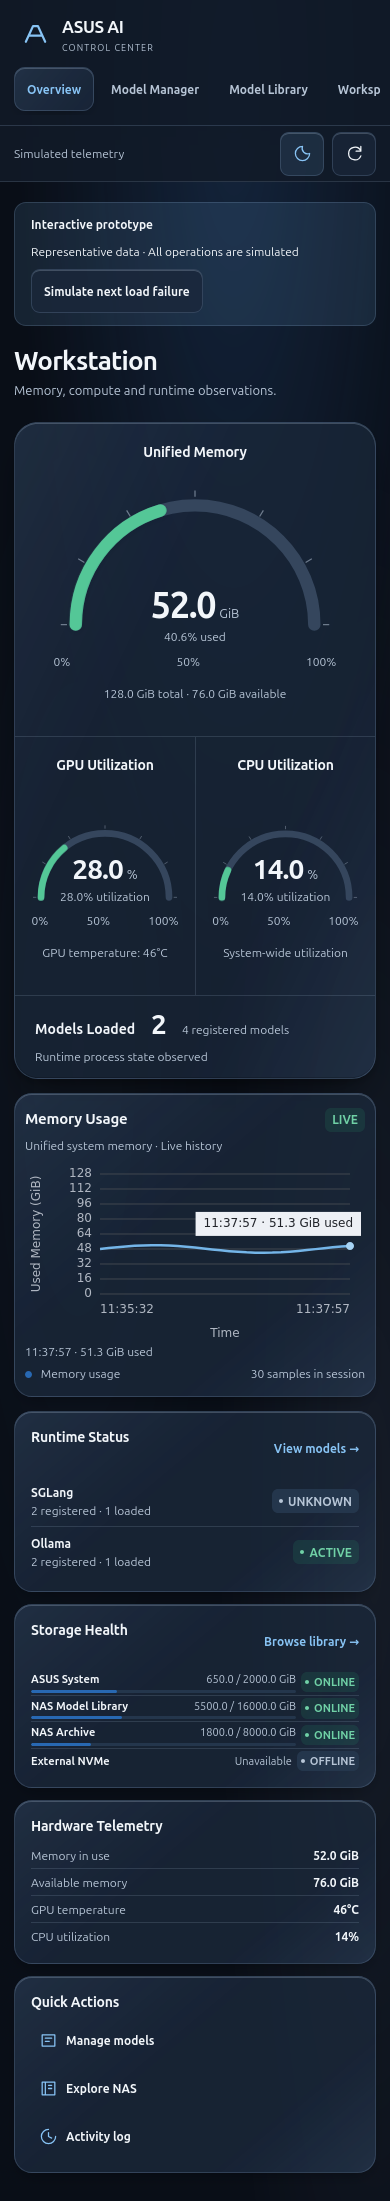 ASUS AI
CONTROL CENTER
Overview Model Manager Model Library Worksp
Simulated telemetry
Interactive prototype
Representative data · All operations are simulated
Simulate next load failure
Workstation
Memory, compute and runtime observations.
Unified Memory
52.0 GiB
40.6% used
0% 50% 100%
128.0 GiB total · 76.0 GiB available
GPU Utilization
28.0 %
28.0% utilization
0% 50% 100%
GPU temperature: 46°C
CPU Utilization
14.0 %
14.0% utilization
0% 50% 100%
System-wide utilization
Models Loaded 2 4 registered models
Runtime process state observed
Memory Usage LIVE
Unified system memory · Live history
Used Memory (GiB)
128
112
96
80
64
48
32
16
0
11:37:57 · 51.3 GiB used
11:35:32 11:37:57
Time
11:37:57 · 51.3 GiB used
Memory usage 30 samples in session
Runtime Status
View models →
SGLang
2 registered · 1 loaded
• UNKNOWN
Ollama
2 registered · 1 loaded
• ACTIVE
Storage Health
Browse library →
ASUS System 650.0 / 2000.0 GiB • ONLINE
NAS Model Library 5500.0 / 16000.0 GiB • ONLINE
NAS Archive 1800.0 / 8000.0 GiB • ONLINE
External NVMe Unavailable • OFFLINE
Hardware Telemetry
Memory in use 52.0 GiB
Available memory 76.0 GiB
GPU temperature 46°C
CPU utilization 14%
Quick Actions
Manage models
Explore NAS
Activity log